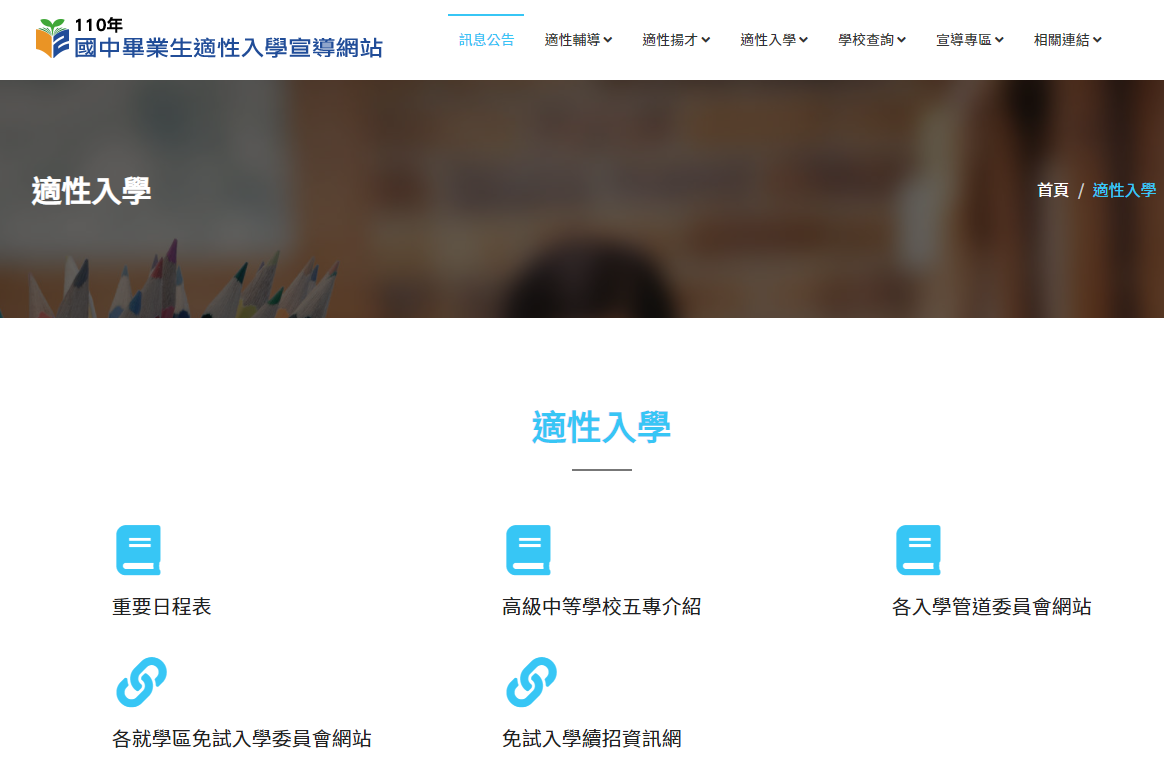 110年
國中畢業生適性入學宣導網站
訊息公告 適性輔導 適性揚才 適性入學 學校查詢 宣導專區 相關連結
適性入學
首頁 / 適性入學
適性入學
重要日程表 高級中等學校五專介紹 各入學管道委員會網站
各就學區免試入學委員會網站 免試入學續招資訊網